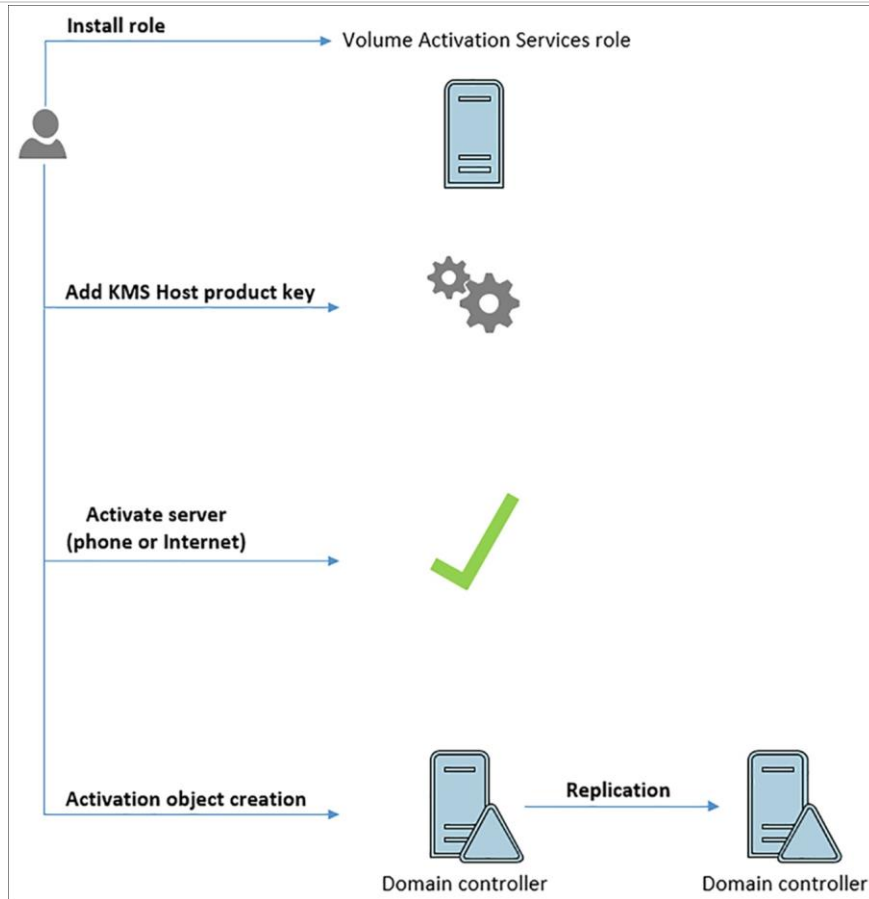 Install role
Volume Activation Services role
Add KMS Host product key
Activate server
(phone or Internet)
Activation object creation
Replication
Domain controller
Domain controller